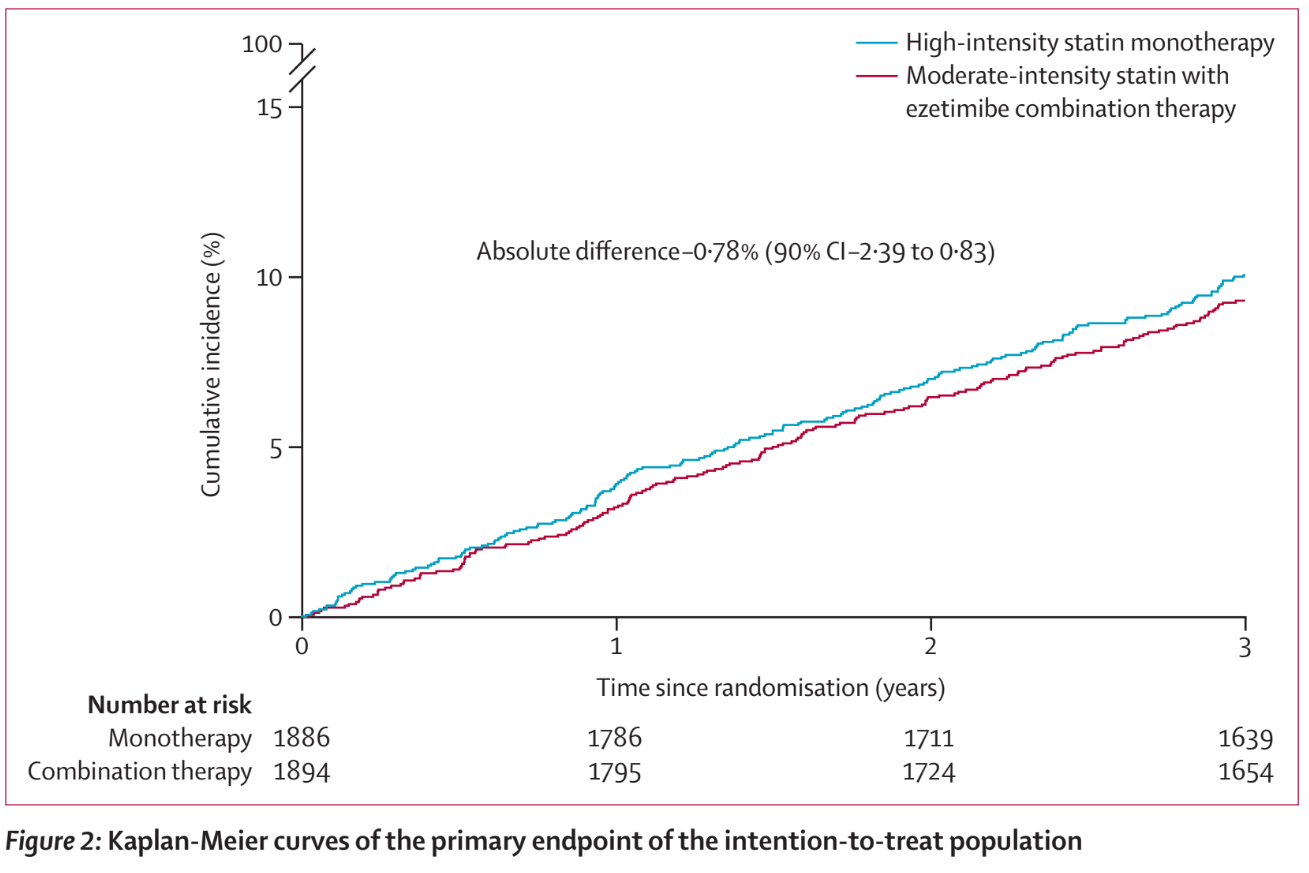 100
15
10
5
0
Cumulative incidence (%)
High-intensity statin monotherapy
Moderate-intensity statin with
ezetimibe combination therapy
Absolute difference–0·78% (90% CI–2·39 to 0·83)
0 1 2 3
Time since randomisation (years)
Number at risk
Monotherapy 1886 1786 1711 1639
Combination therapy 1894 1795 1724 1654
Figure 2: Kaplan-Meier curves of the primary endpoint of the intention-to-treat population